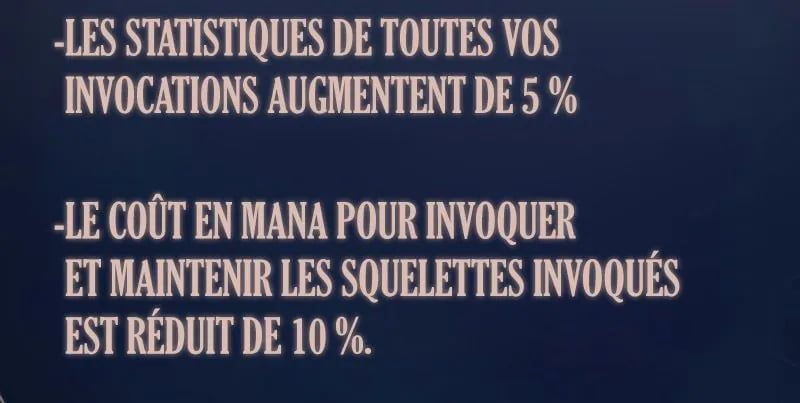 -LES STATISTIQUES DE TOUTES VOS
INVOCATIONS AUGMENTENT DE 5 %
-LE COÛT EN MANA POUR INVOQUER
ET MAINTENIR LES SQUELETTES INVOQUÉS
EST RÉDUIT DE 10 %.